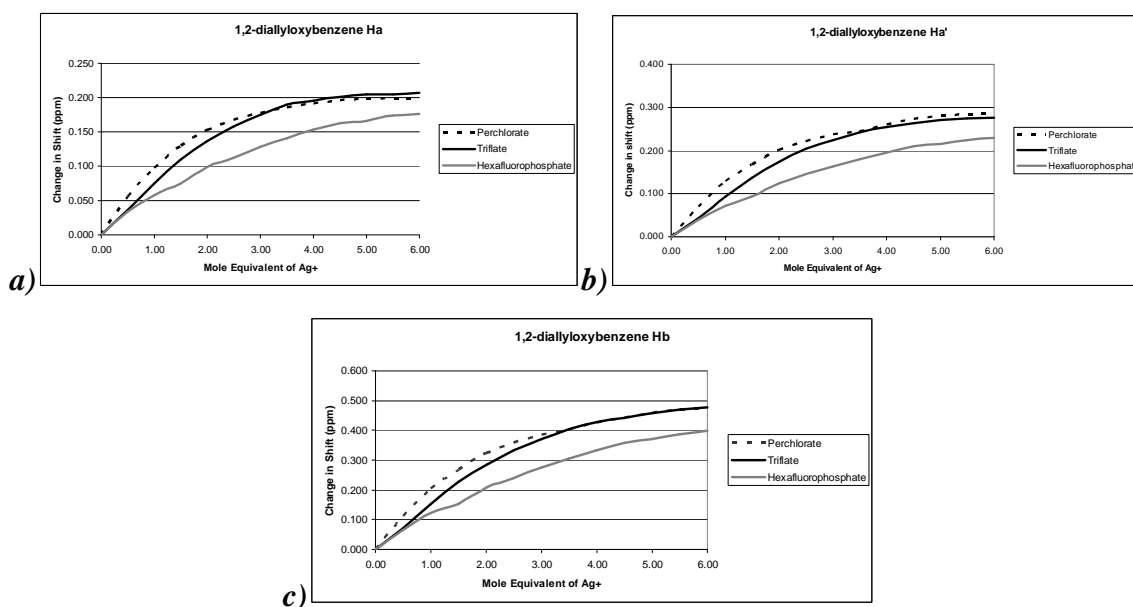 1,2-diallyloxybenzene Ha
Change in Shift (ppm)
0.250
0.200
0.150
0.100
0.050
0.000
0.00 1.00 2.00 3.00 4.00 5.00 6.00
Mole Equivalent of Ag+
Perchlorate
Triflate
Hexafluorophosphate
a)
1,2-diallyloxybenzene Ha'
Change in shift (ppm)
0.400
0.300
0.200
0.100
0.000
0.00 1.00 2.00 3.00 4.00 5.00 6.00
Mole Equivalent of Ag+
Perchlorate
Triflate
Hexafluorophosphate
b)
1,2-diallyloxybenzene Hb
Change in Shift (ppm)
0.600
0.500
0.400
0.300
0.200
0.100
0.000
0.00 1.00 2.00 3.00 4.00 5.00 6.00
Mole Equivalent of Ag+
Perchlorate
Triflate
Hexafluorophosphate
c)